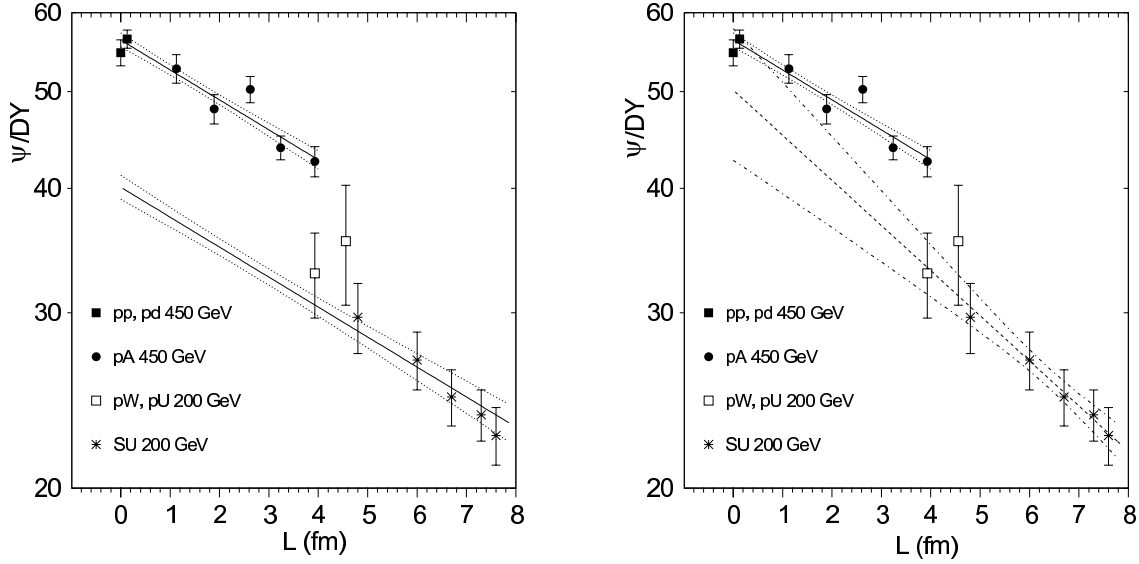 60
50
40
30
20
ψ/DY
pp, pd 450 GeV
pA 450 GeV
pW, pU 200 GeV
SU 200 GeV
0 1 2 3 4 5 6 7 8
L (fm)
60
50
40
30
20
ψ/DY
pp, pd 450 GeV
pA 450 GeV
pW, pU 200 GeV
SU 200 GeV
0 1 2 3 4 5 6 7 8
L (fm)